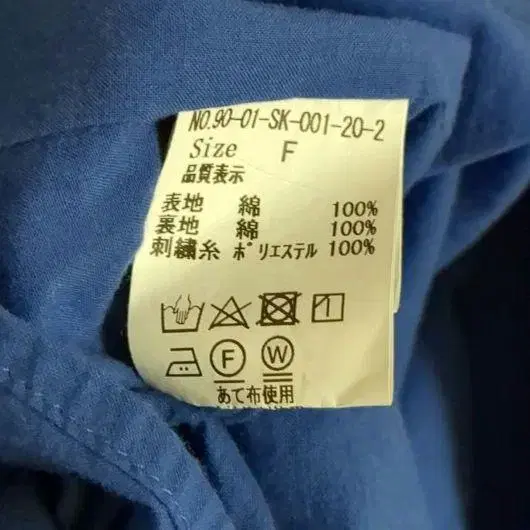 NO.90-01-SK-001-20-2
Size F
品質表示
表地 綿 100%
裏地 綿 100%
刺繍糸 ポリエステル 100%
F W
あて布使用